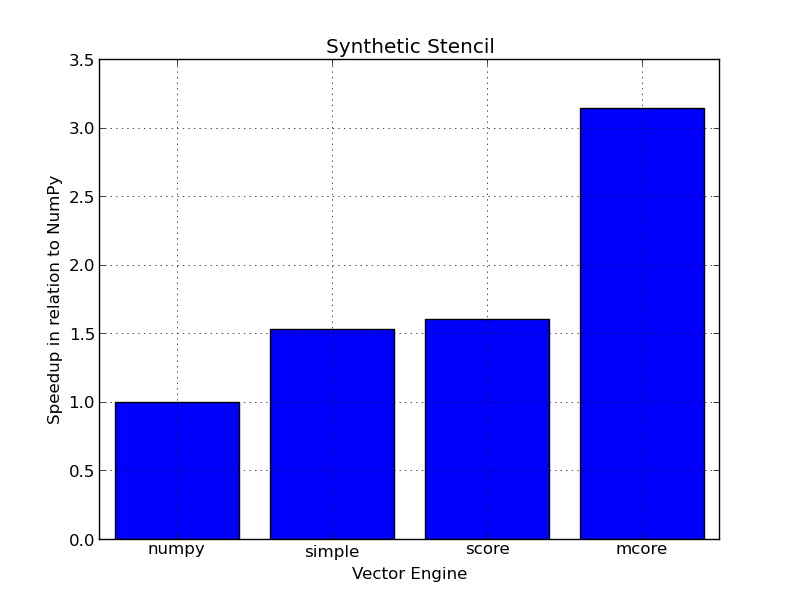 Synthetic Stencil
3.5
3.0
2.5
2.0
1.5
1.0
0.5
0.0
Speedup in relation to NumPy
numpy simple score mcore
Vector Engine